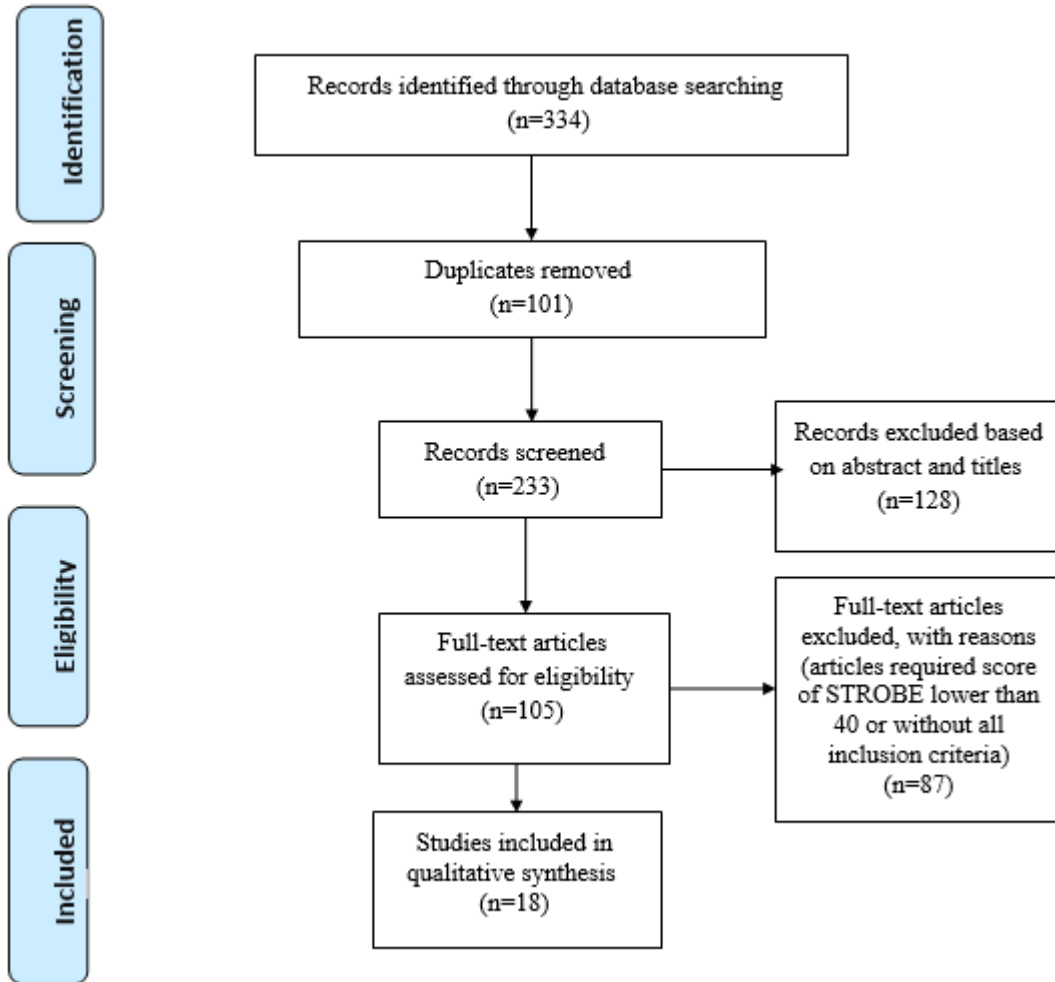 Identification
Records identified through database searching
(n=334)
Screening
Duplicates removed
(n=101)
Records screened
(n=233)
Records excluded based
on abstract and titles
(n=128)
Eligibility
Full-text articles
assessed for eligibility
(n=105)
Full-text articles
excluded, with reasons
(articles required score
of STROBE lower than
40 or without all
inclusion criteria)
(n=87)
Included
Studies included in
qualitative synthesis
(n=18)